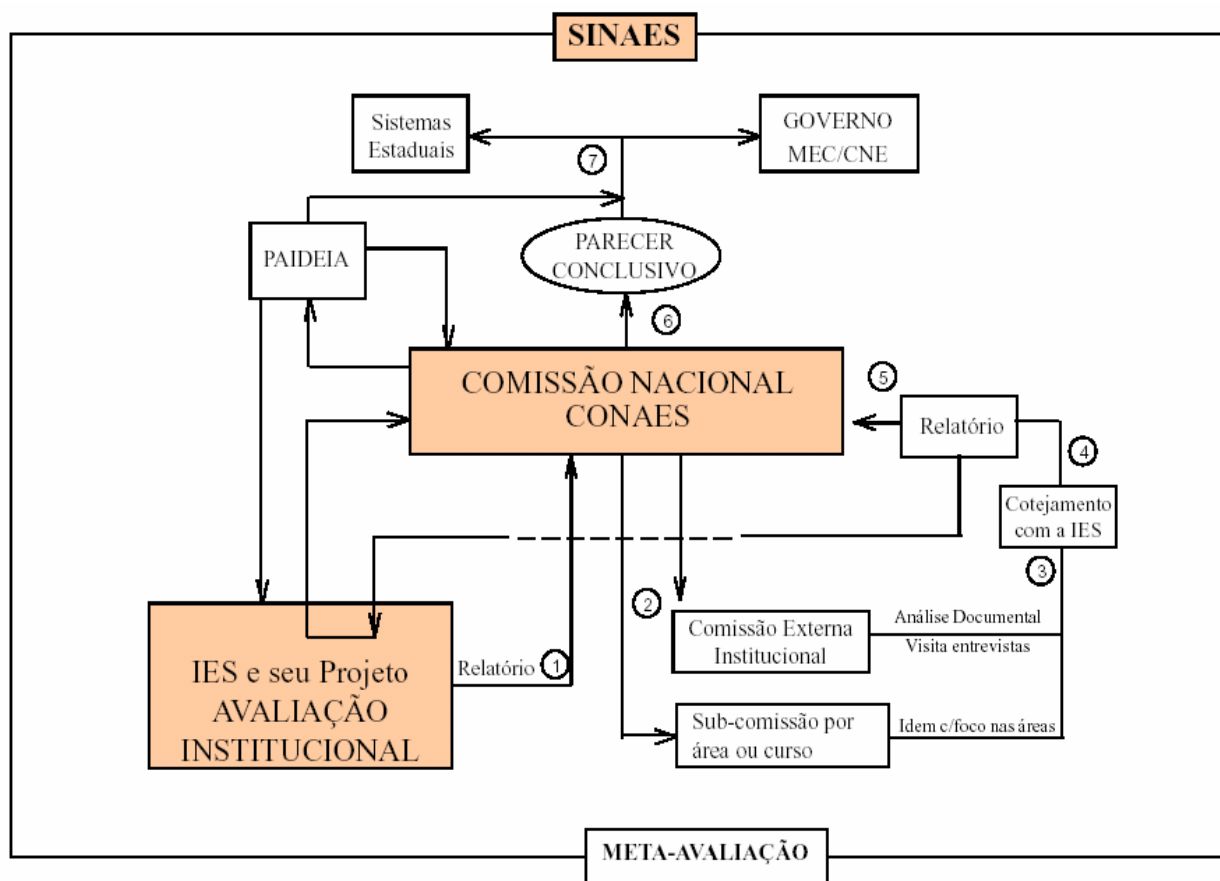 SINAES
Sistemas
Estaduais
GOVERNO
MEC/CNE
7
PAIDEIA
PARECER
CONCLUSIVO
6
COMISSÃO NACIONAL
CONAES
5
Relatório
4
Cotejamento
com a IES
3
2
Comissão Externa
Institucional
Análise Documental
Visita entrevistas
IES e seu Projeto
AVALIAÇÃO
INSTITUCIONAL
Relatório
1
Sub-comissão por
área ou curso
Idem c/foco nas áreas
META-AVALIAÇÃO